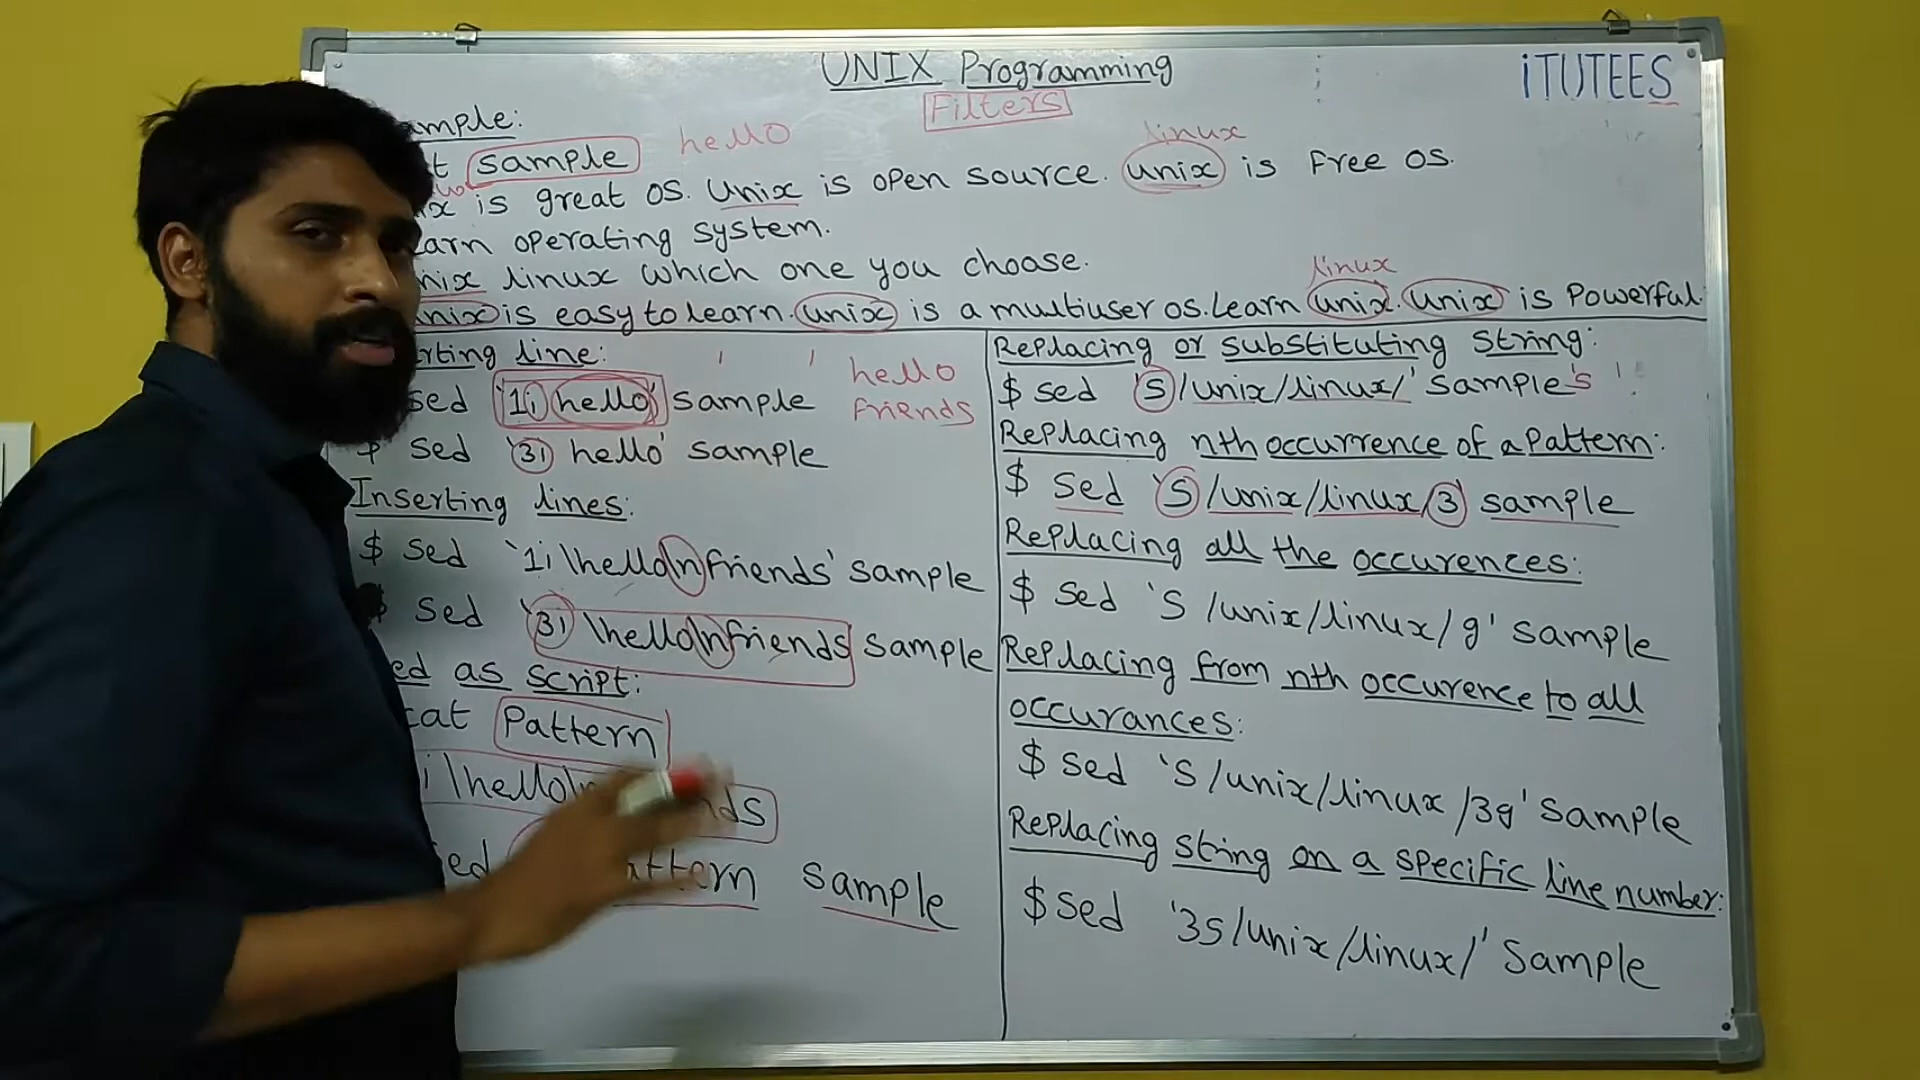 UNIX Programming
iTUTEES
Filters
ample:
t sample hello linux
x is great OS. Unix is open source. unix is Free OS.
arn operating system.
nix linux which one you choose. linux
unix is easy to learn. unix is a multiuser os. Learn unix. unix is Powerful.
rting line:
sed '1i hello' sample hello
friends
$ sed '3i hello' sample
Inserting lines:
$ sed '1i \hello\nfriends' sample
$ sed '3i \hello\nfriends sample
ed as script:
cat Pattern
i \hello\n nds
sed attern sample
Replacing or substituting string:
$ sed 's/unix/linux/' sample's '
Replacing nth occurrence of a Pattern:
$ sed 's/unix/linux/3' sample
Replacing all the occurences:
$ sed 's /unix/linux/g' sample
Replacing from nth occurence to all
occurances:
$ sed 's/unix/linux/3g' sample
Replacing string on a specific line number:
$ sed '3s/unix/linux/' sample